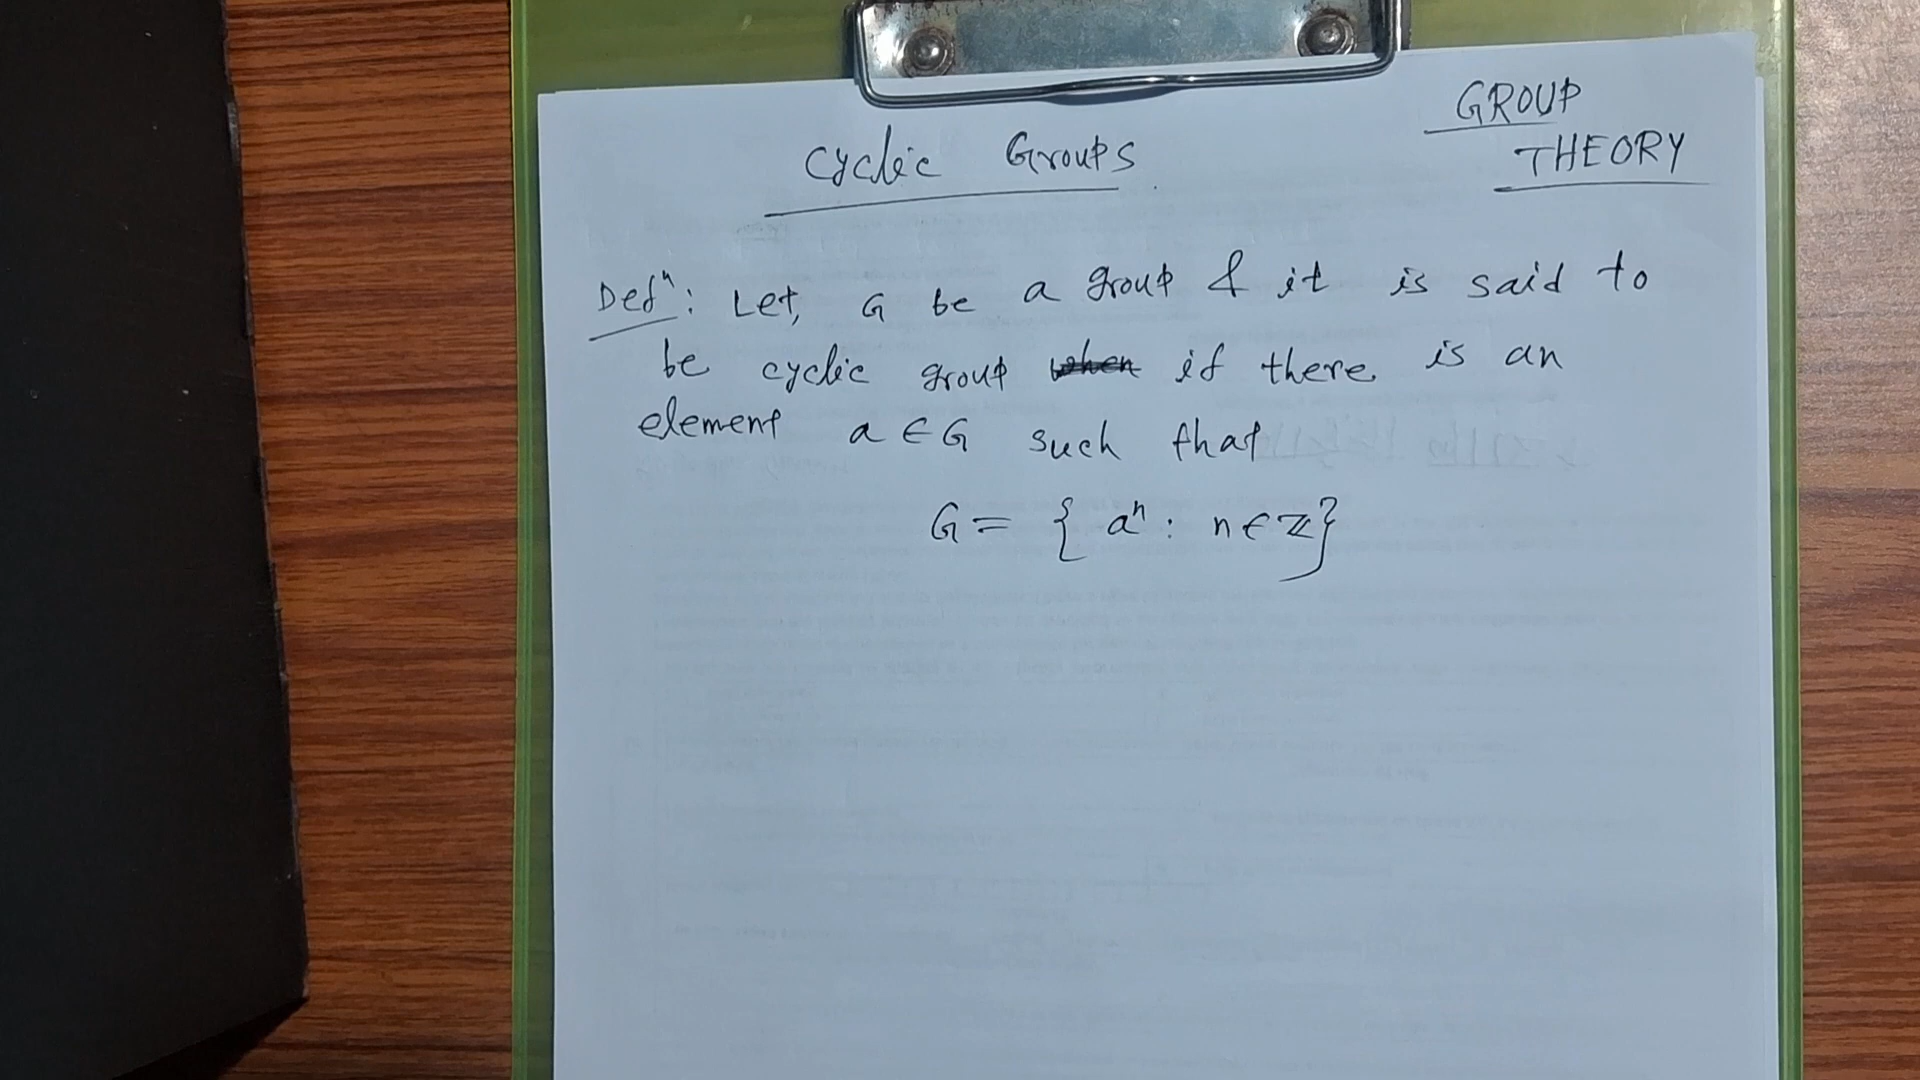 GROUP
THEORY
Cyclic Groups
Defⁿ: Let, G be a group & it is said to
be cyclic group when if there is an
element a ∈ G such that
G = { aⁿ : n ∈ ℤ}